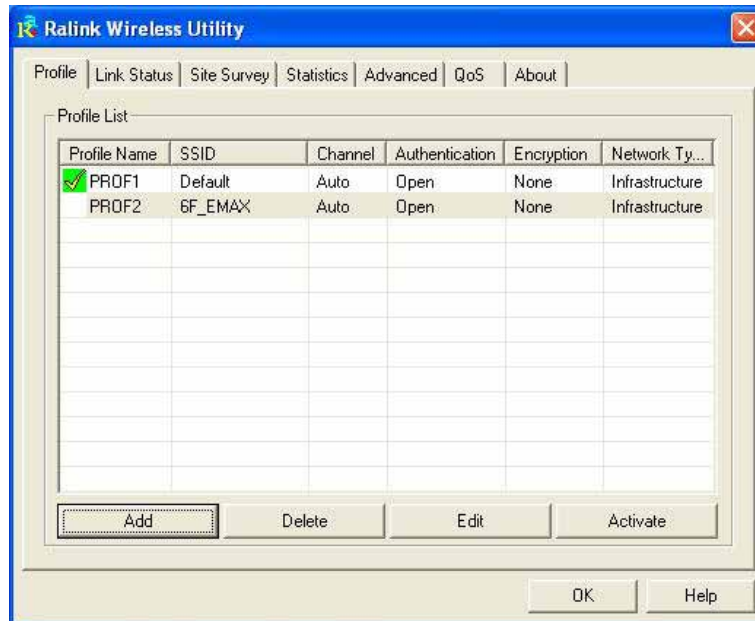 Ralink Wireless Utility
Profile Link Status Site Survey Statistics Advanced QoS About
Profile List
Profile Name SSID Channel Authentication Encryption Network Ty...
PROF1 Default Auto Open None Infrastructure
PROF2 6F_EMAX Auto Open None Infrastructure
Add Delete Edit Activate
OK Help